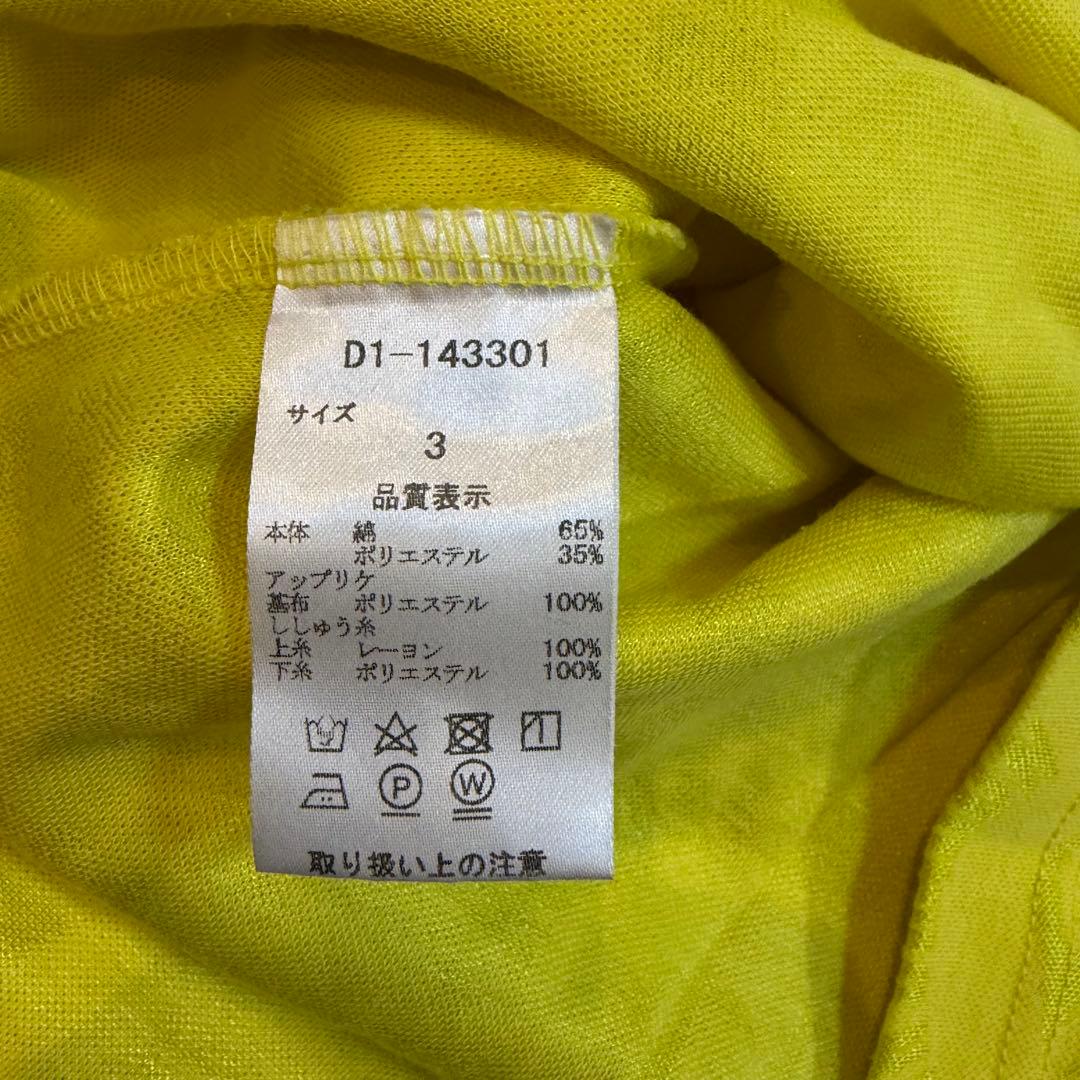 D1-143301
サイズ
3
品質表示
本体 綿 65%
ポリエステル 35%
アップリケ
基布 ポリエステル 100%
ししゅう糸
上糸 レーヨン 100%
下糸 ポリエステル 100%
P W
取り扱い上の注意